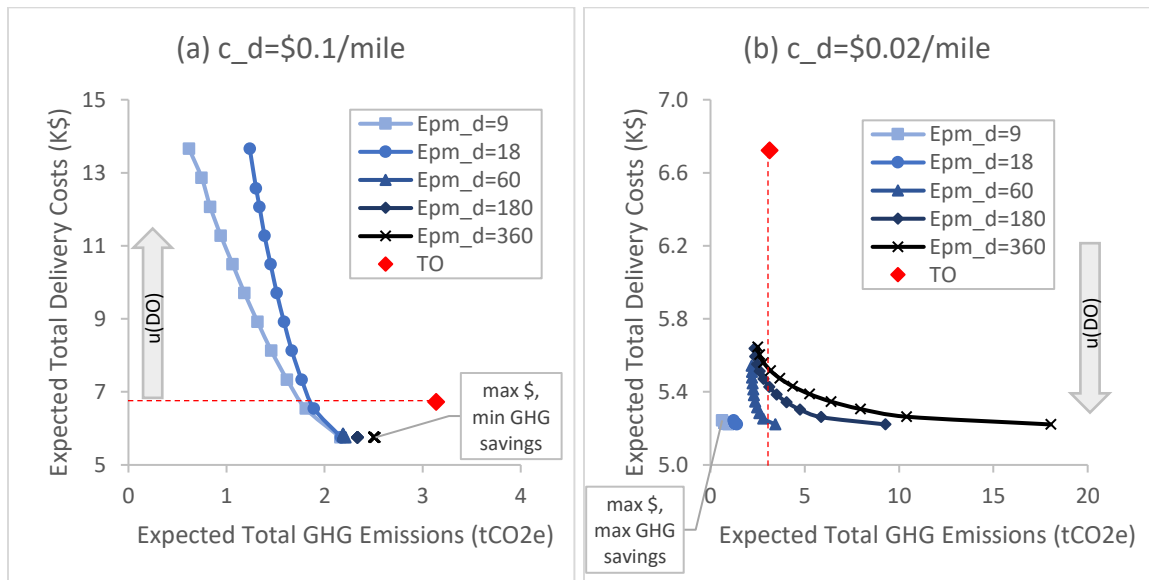 (a) c_d=$0.1/mile
Expected Total Delivery Costs (K$)
15
13
11
9
7
5
u(DO)
Epm_d=9
Epm_d=18
Epm_d=60
Epm_d=180
Epm_d=360
TO
max $,
min GHG
savings
0
1
2
3
4
Expected Total GHG Emissions (tCO2e)
(b) c_d=$0.02/mile
Expected Total Delivery Costs (K$)
7.0
6.6
6.2
5.8
5.4
5.0
Epm_d=9
Epm_d=18
Epm_d=60
Epm_d=180
Epm_d=360
TO
u(DO)
0
5
10
15
20
max $,
max GHG
savings
Expected Total GHG Emissions (tCO2e)